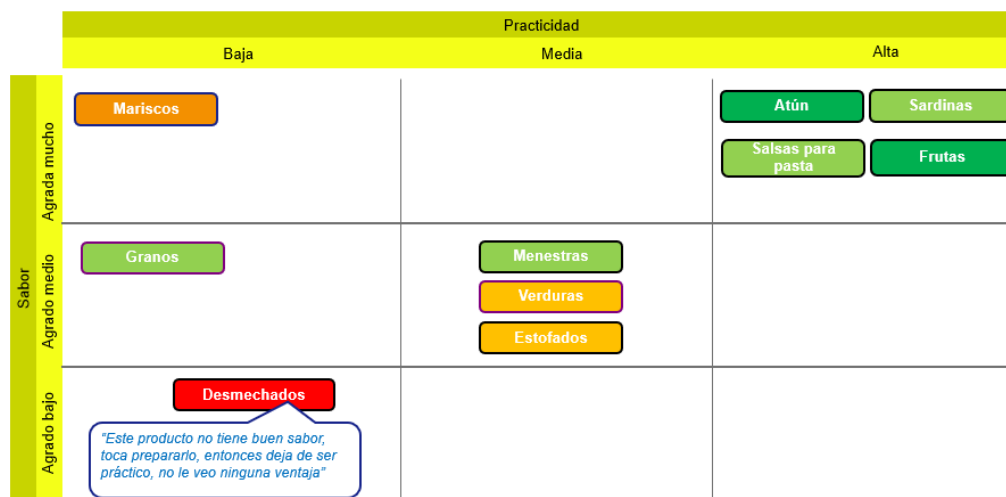 Practicidad
Baja
Media
Alta
Sabor
Agrada mucho
Mariscos
Atún
Sardinas
Salsas para
pasta
Frutas
Agrado medio
Granos
Menestras
Verduras
Estofados
Agrado bajo
Desmechados
"Este producto no tiene buen sabor,
toca prepararlo, entonces deja de ser
práctico, no le veo ninguna ventaja"